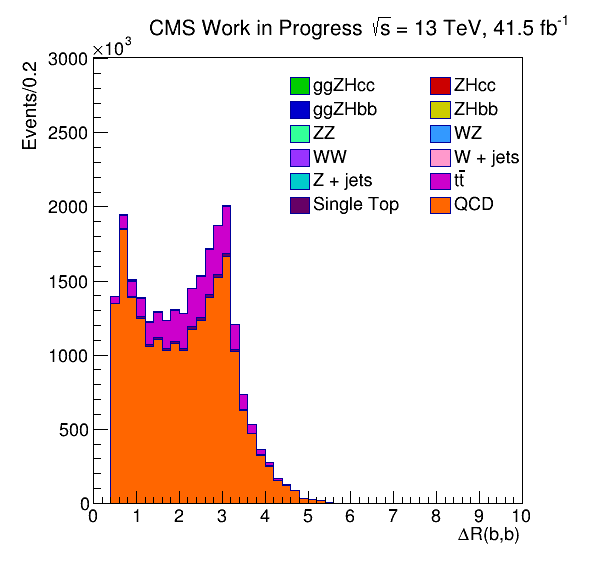 CMS Work in Progress √s = 13 TeV, 41.5 fb⁻¹
×10³
Events/0.2
3000
2500
2000
1500
1000
500
0
ggZHcc ZHcc
ggZHbb ZHbb
ZZ WZ
WW W + jets
Z + jets tt̄
Single Top QCD
0 1 2 3 4 5 6 7 8 9 10
ΔR(b,b)